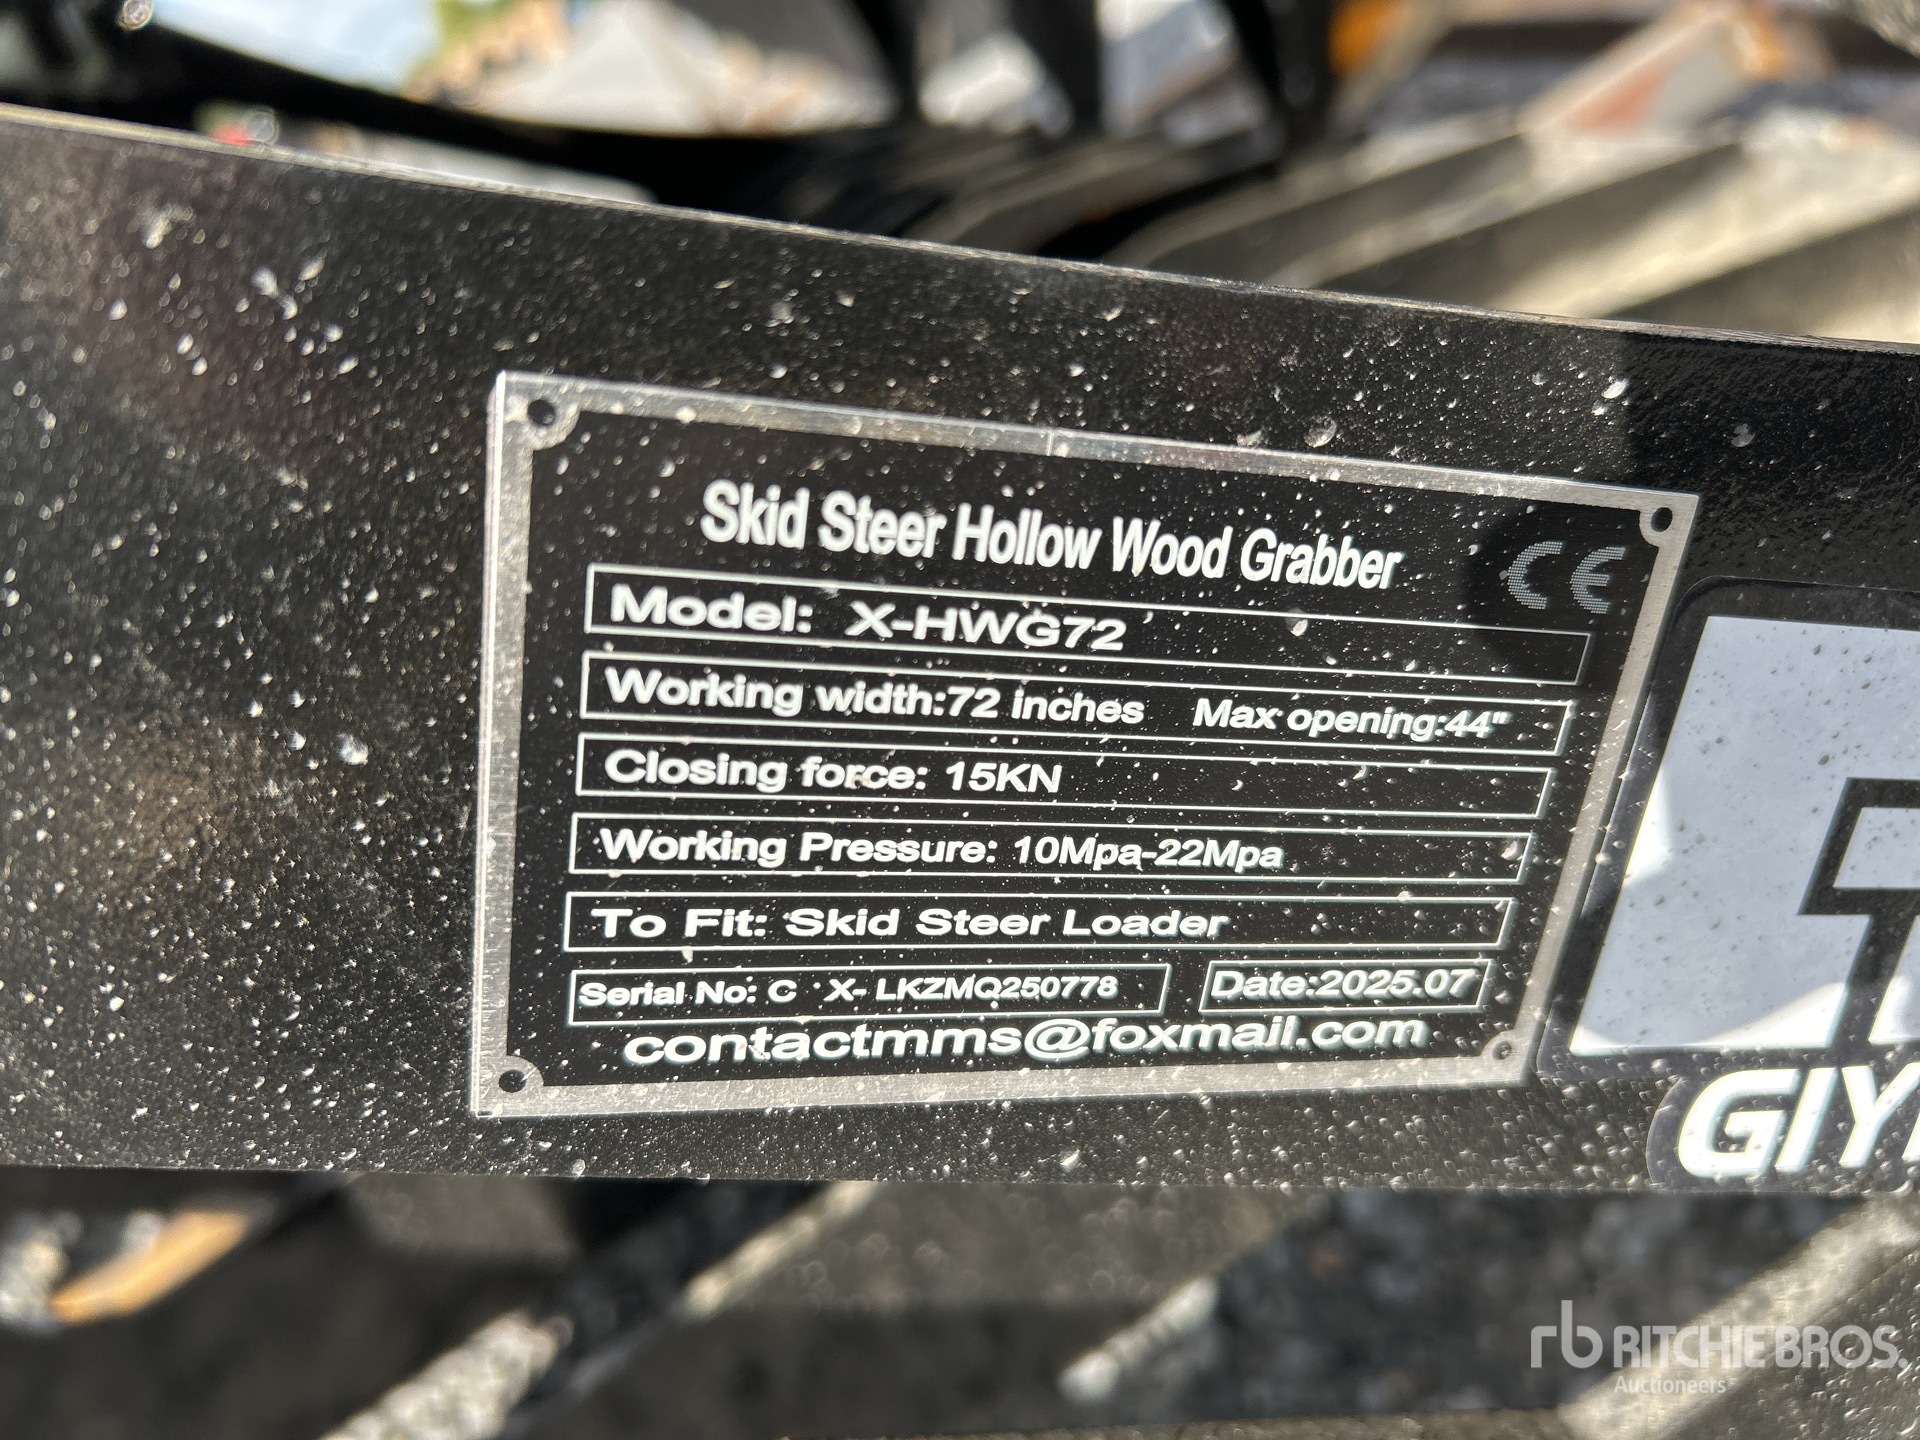 Skid Steer Hollow Wood Grabber
CE
Model: X-HWG72
Working width:72 inches Max opening:44"
Closing force: 15KN
Working Pressure: 10Mpa-22Mpa
To Fit: Skid Steer Loader
Serial No: C X- LKZMQ250778
Date:2025.07
contactmms@foxmail.com
GIY
rb RITCHIE BROS.
Auctioneers